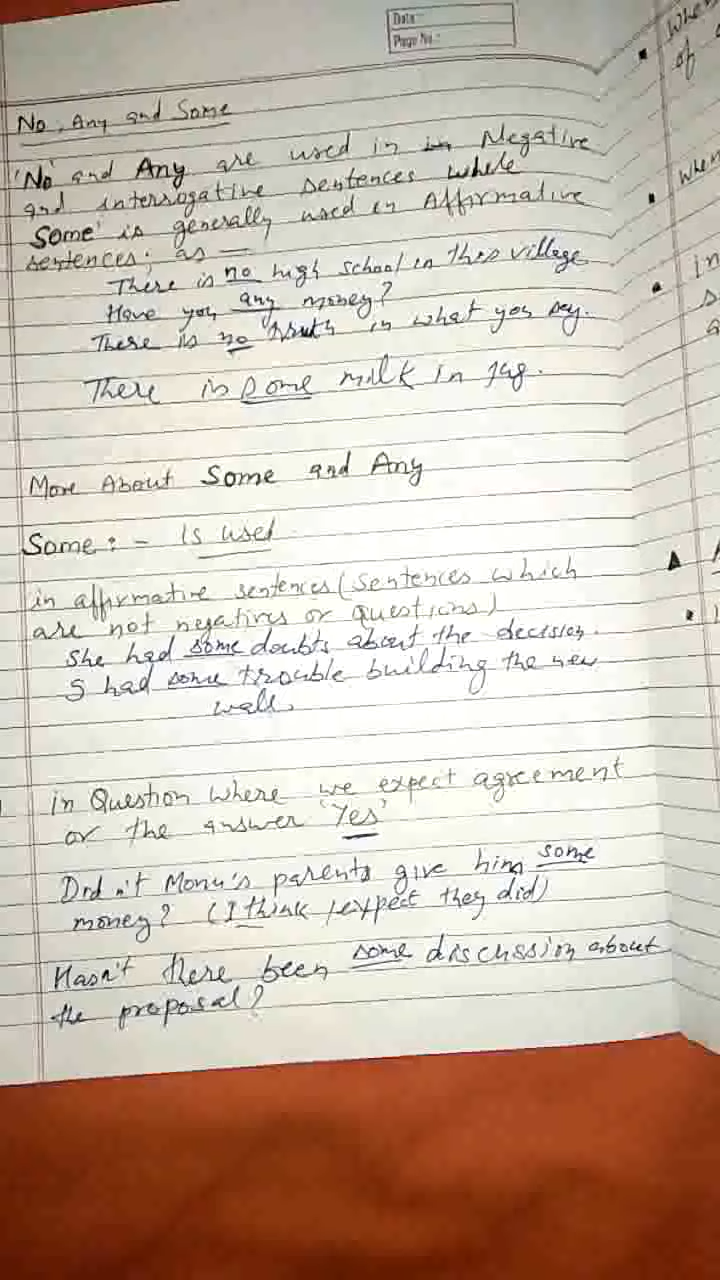 Date:
Page No.:
No, Any and Some
'No' and Any are used in in Negative
and interrogative sentences while
'Some' is generally used in Affirmative
sentences; as —
There is no high school in this village
Have you any money?
There is no truth in what you say.
There is some milk in jug.
More About Some and Any
Some: - Is used
in affirmative sentences (sentences which
are not negatives or questions)
She had some doubts about the decision.
I had some trouble building the new
wall.
in Question where we expect agreement
or the answer 'Yes'
Didn't Monu's parents give him some
money? (I think / expect they did)
Hasn't there been some discussion about
the proposal?
when
of
when
in